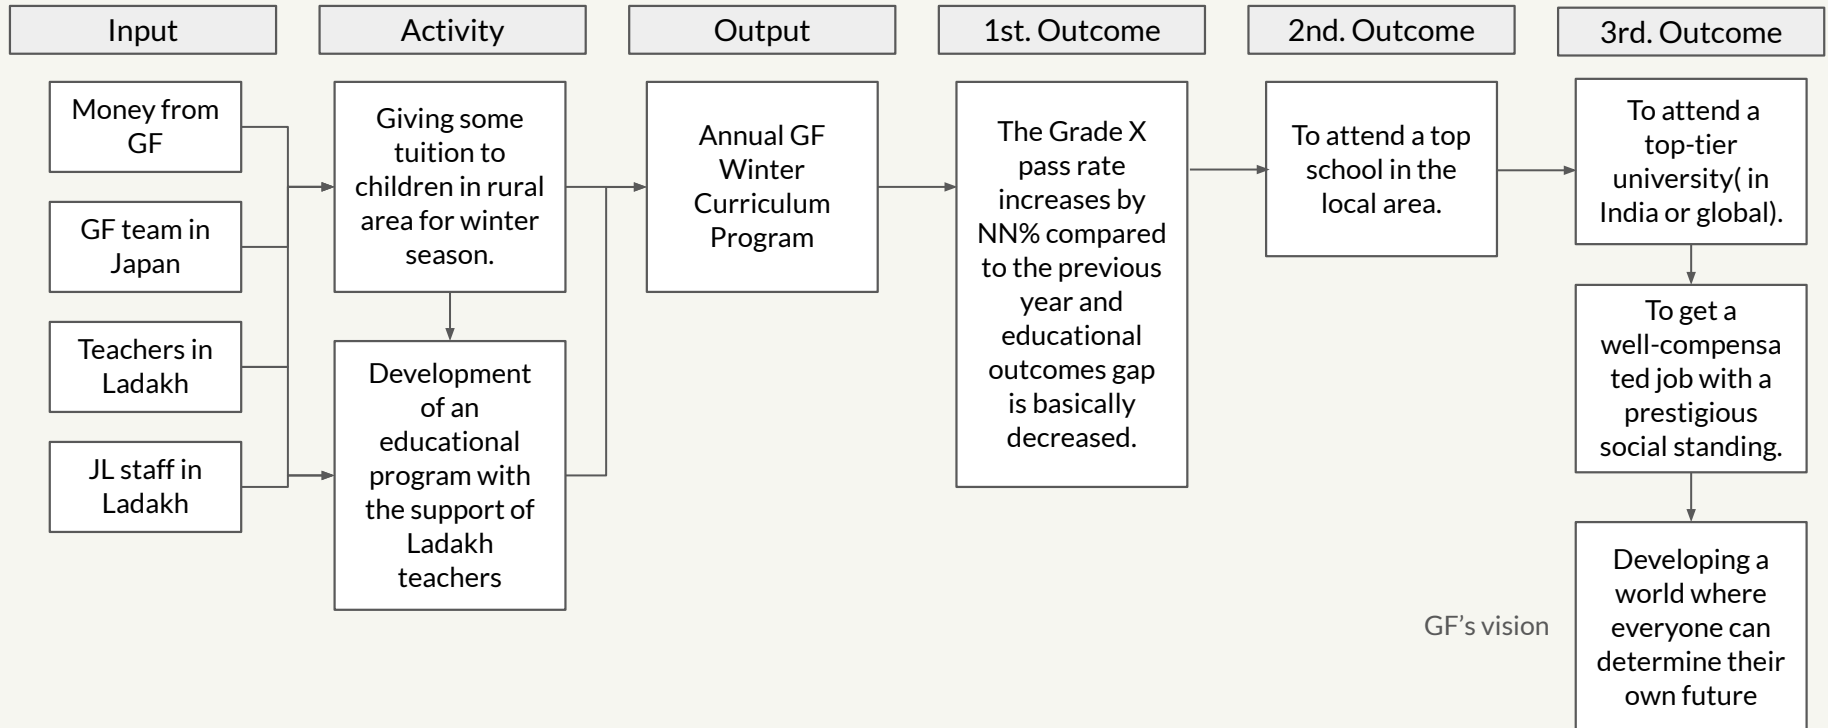 Input
Activity
Output
1st. Outcome
2nd. Outcome
3rd. Outcome
Money from
GF
GF team in
Japan
Teachers in
Ladakh
JL staff in
Ladakh
Giving some
tuition to
children in rural
area for winter
season.
Development
of an
educational
program with
the support of
Ladakh
teachers
Annual GF
Winter
Curriculum
Program
The Grade X
pass rate
increases by
NN% compared
to the previous
year and
educational
outcomes gap
is basically
decreased.
To attend a top
school in the
local area.
To attend a
top-tier
university( in
India or global).
To get a
well-compensa
ted job with a
prestigious
social standing.
GF’s vision
Developing a
world where
everyone can
determine their
own future